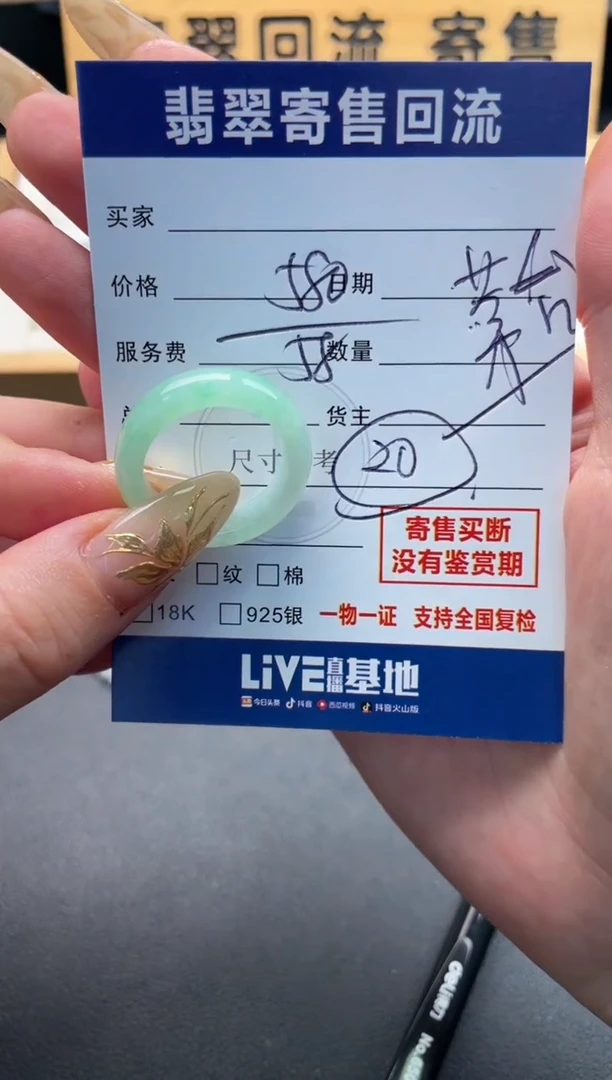 翠回流 寄售
翡翠寄售回流
买家
价格 580 日期
服务费 58 数量
货主
尺寸 考 20
寄售买断
没有鉴赏期
纹 棉
18K 925银 一物一证 支持全国复检
LiVE直播基地
今日头条 抖音 西瓜视频 抖音火山版
deli